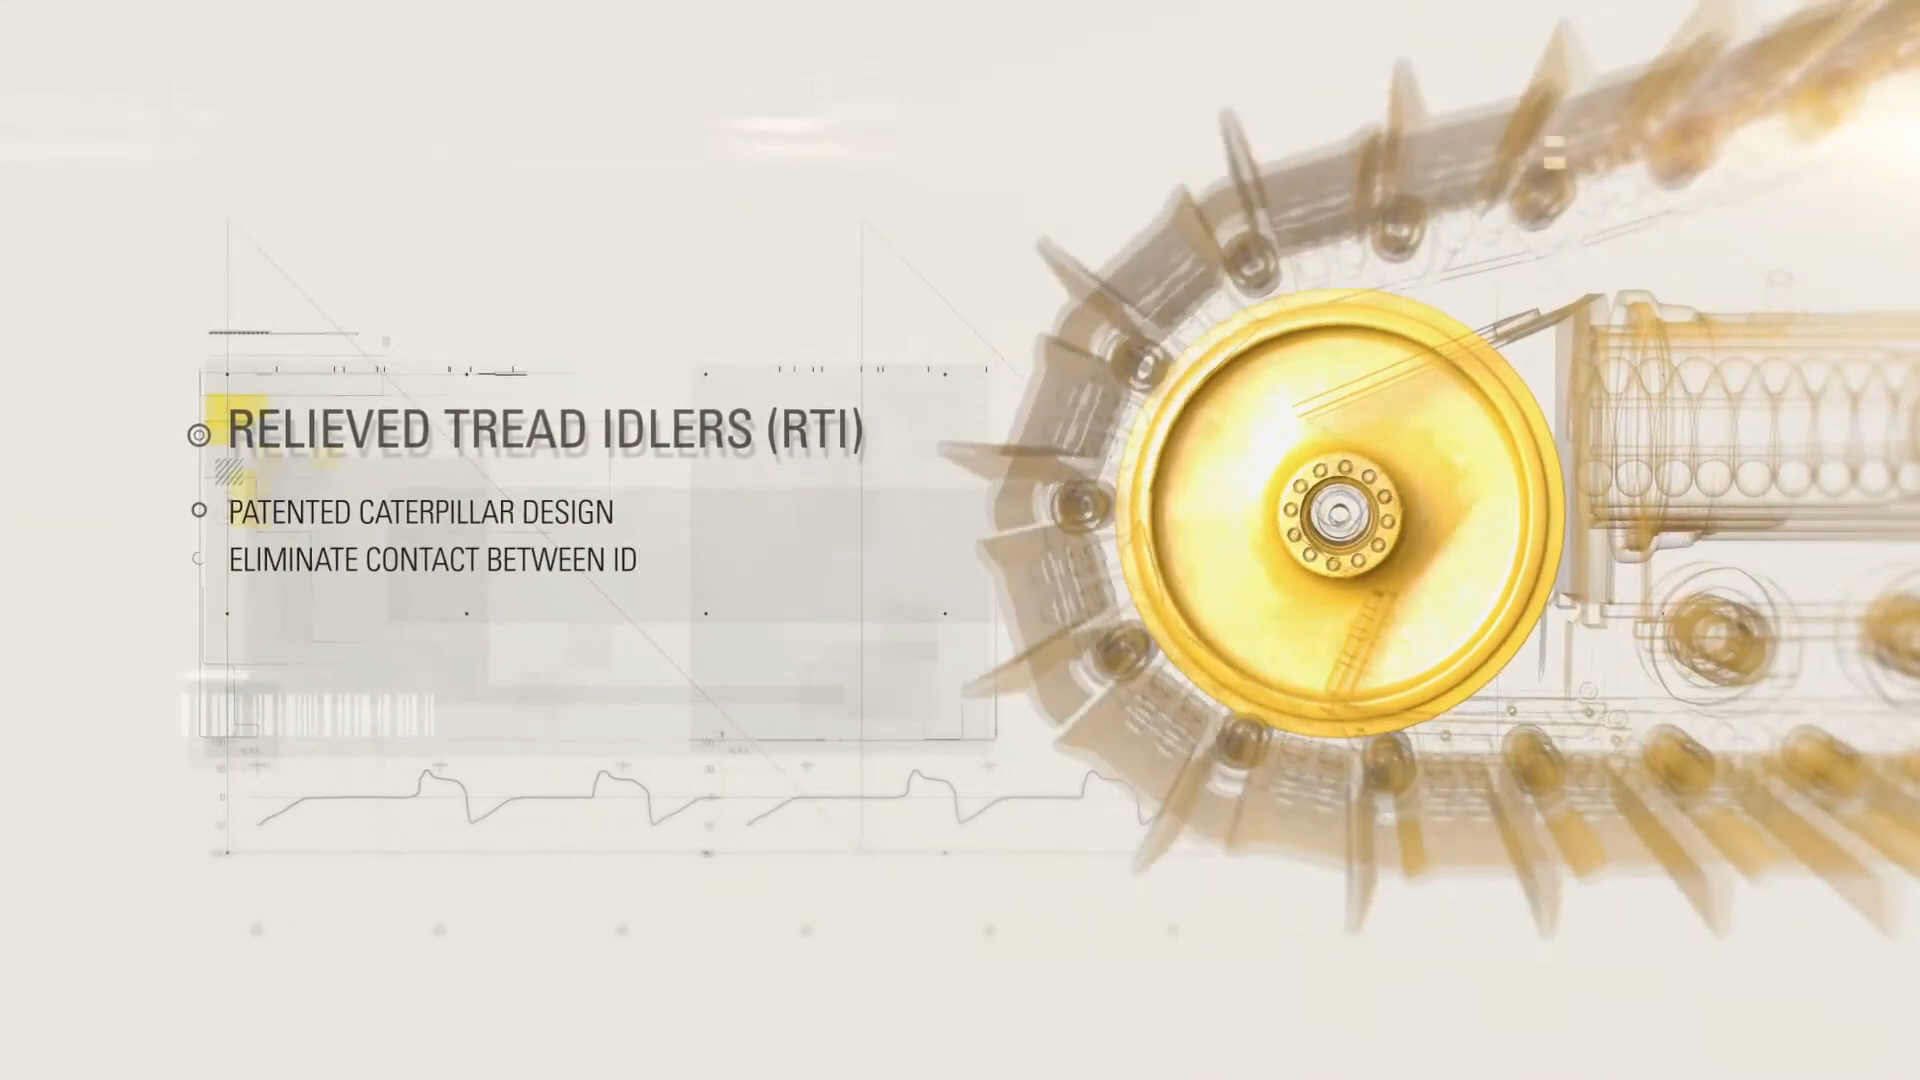 RELIEVED TREAD IDLERS (RTI)
PATENTED CATERPILLAR DESIGN
ELIMINATE CONTACT BETWEEN ID